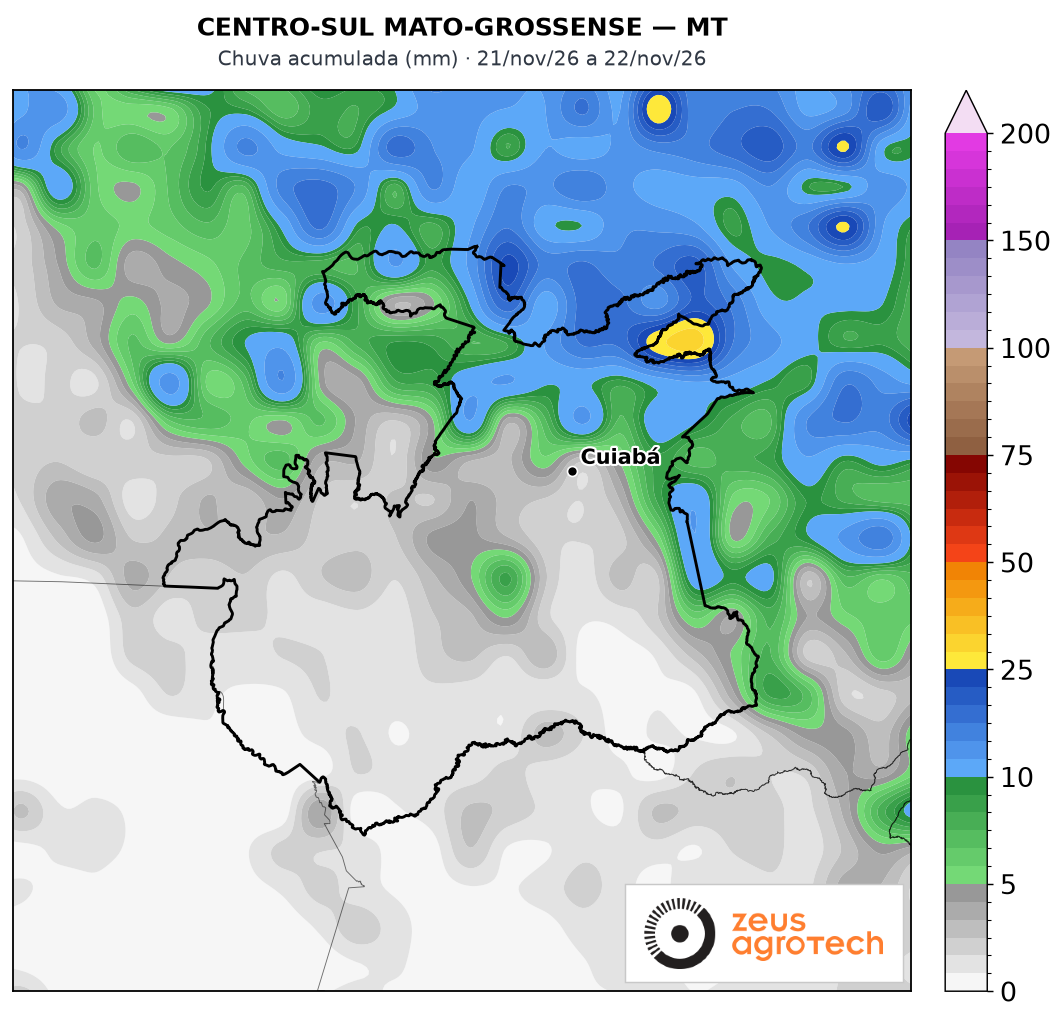 CENTRO-SUL MATO-GROSSENSE — MT
Chuva acumulada (mm) · 21/nov/26 a 22/nov/26
200
150
100
75
50
25
10
5
0
Cuiabá
zeus
agrotech